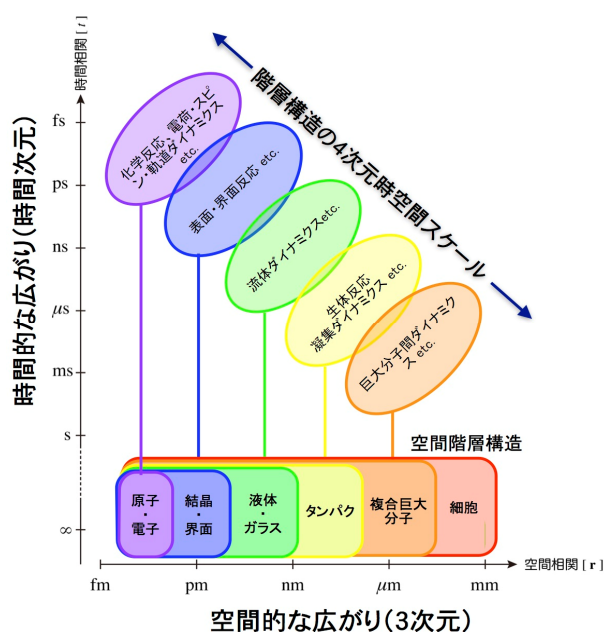 時間相関 [ t ]
時間的な広がり(時間次元)
fs
ps
ns
μs
ms
s
∞
階層構造の4次元時空間スケール
化学反応、電荷・スピ
ン・軌道ダイナミクス
etc.
表面・界面反応 etc.
流体ダイナミクスetc.
生体反応
凝集ダイナミクス etc.
巨大分子間ダイナミク
ス etc.
空間階層構造
原子
・
電子
結晶
・
界面
液体
・
ガラス
タンパク
複合巨大
分子
細胞
fm
pm
nm
μm
mm
空間相関 [ r ]
空間的な広がり(3次元)